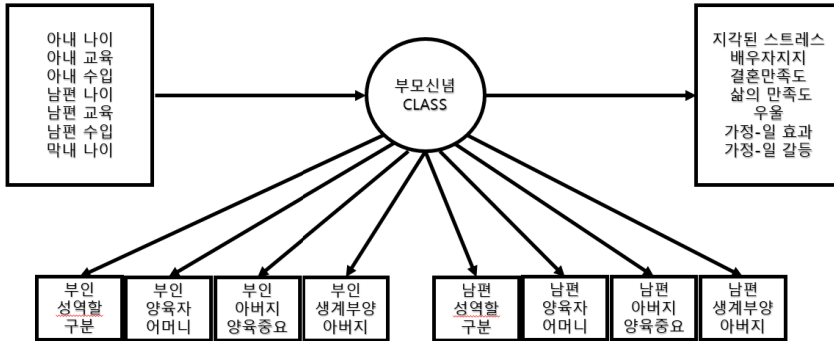 아내 나이
아내 교육
아내 수입
남편 나이
남편 교육
남편 수입
막내 나이
부모신념
CLASS
지각된 스트레스
배우자지지
결혼만족도
삶의 만족도
우울
가정-일 효과
가정-일 갈등
부인
성역할
구분
부인
양육자
어머니
부인
아버지
양육중요
부인
생계부양
아버지
남편
성역할
구분
남편
양육자
어머니
남편
아버지
양육중요
남편
생계부양
아버지